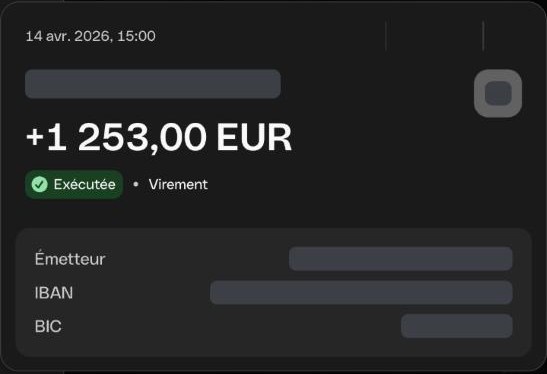 14 avr. 2026, 15:00
+1 253,00 EUR
Exécutée • Virement
Émetteur
IBAN
BIC